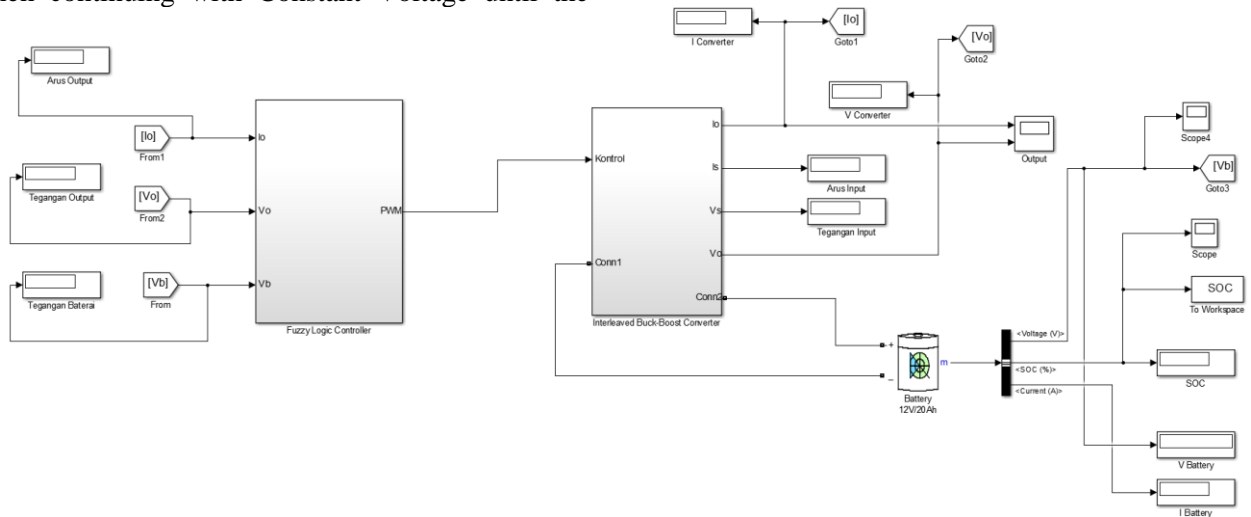 then continuing with Constant Voltage until the
Arus Output
[Io]
From1
Tegangan Output
[Vo]
From2
Tegangan Baterai
[Vb]
From
Io
Vo
Vb
PWM
Fuzzy Logic Controller
I Converter
[Io]
Goto1
[Vo]
Goto2
V Converter
Kontrol
Conn1
Io
Is
Vs
Vo
Conn2
Interleaved Buck-Boost Converter
Output
Arus Input
Tegangan Input
Scope4
[Vb]
Goto3
Scope
SOC
To Workspace
+
_
m
Battery
12V/20Ah
<Voltage (V)>
<SOC (%)>
<Current (A)>
SOC
V Battery
I Battery